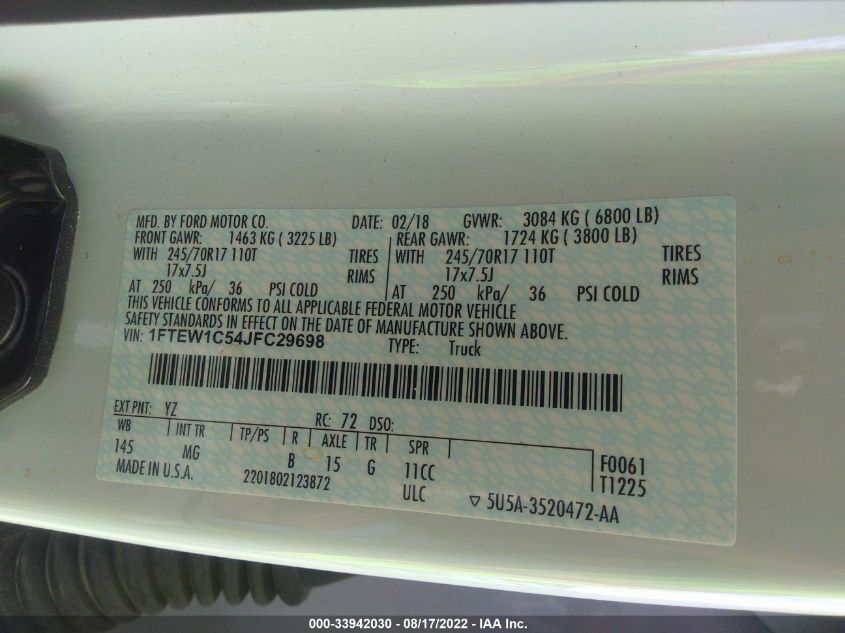 MFD. BY FORD MOTOR CO. DATE: 02/18 GVWR: 3084 KG ( 6800 LB)
FRONT GAWR: 1463 KG ( 3225 LB) REAR GAWR: 1724 KG ( 3800 LB)
WITH 245/70R17 110T TIRES WITH 245/70R17 110T TIRES
17x7.5J RIMS 17x7.5J RIMS
AT 250 kPa/ 36 PSI COLD AT 250 kPa/ 36 PSI COLD
THIS VEHICLE CONFORMS TO ALL APPLICABLE FEDERAL MOTOR VEHICLE
SAFETY STANDARDS IN EFFECT ON THE DATE OF MANUFACTURE SHOWN ABOVE.
VIN: 1FTEW1C54JFC29698 TYPE: Truck
EXT PNT: YZ RC: 72 DSO:
WB INT TR TP/PS R AXLE TR SPR
145 MG B 15 G 11CC F0061
MADE IN U.S.A. 2201802123872 ULC T1225
▽ 5U5A-3520472-AA
000-33942030 - 08/17/2022 - IAA Inc.